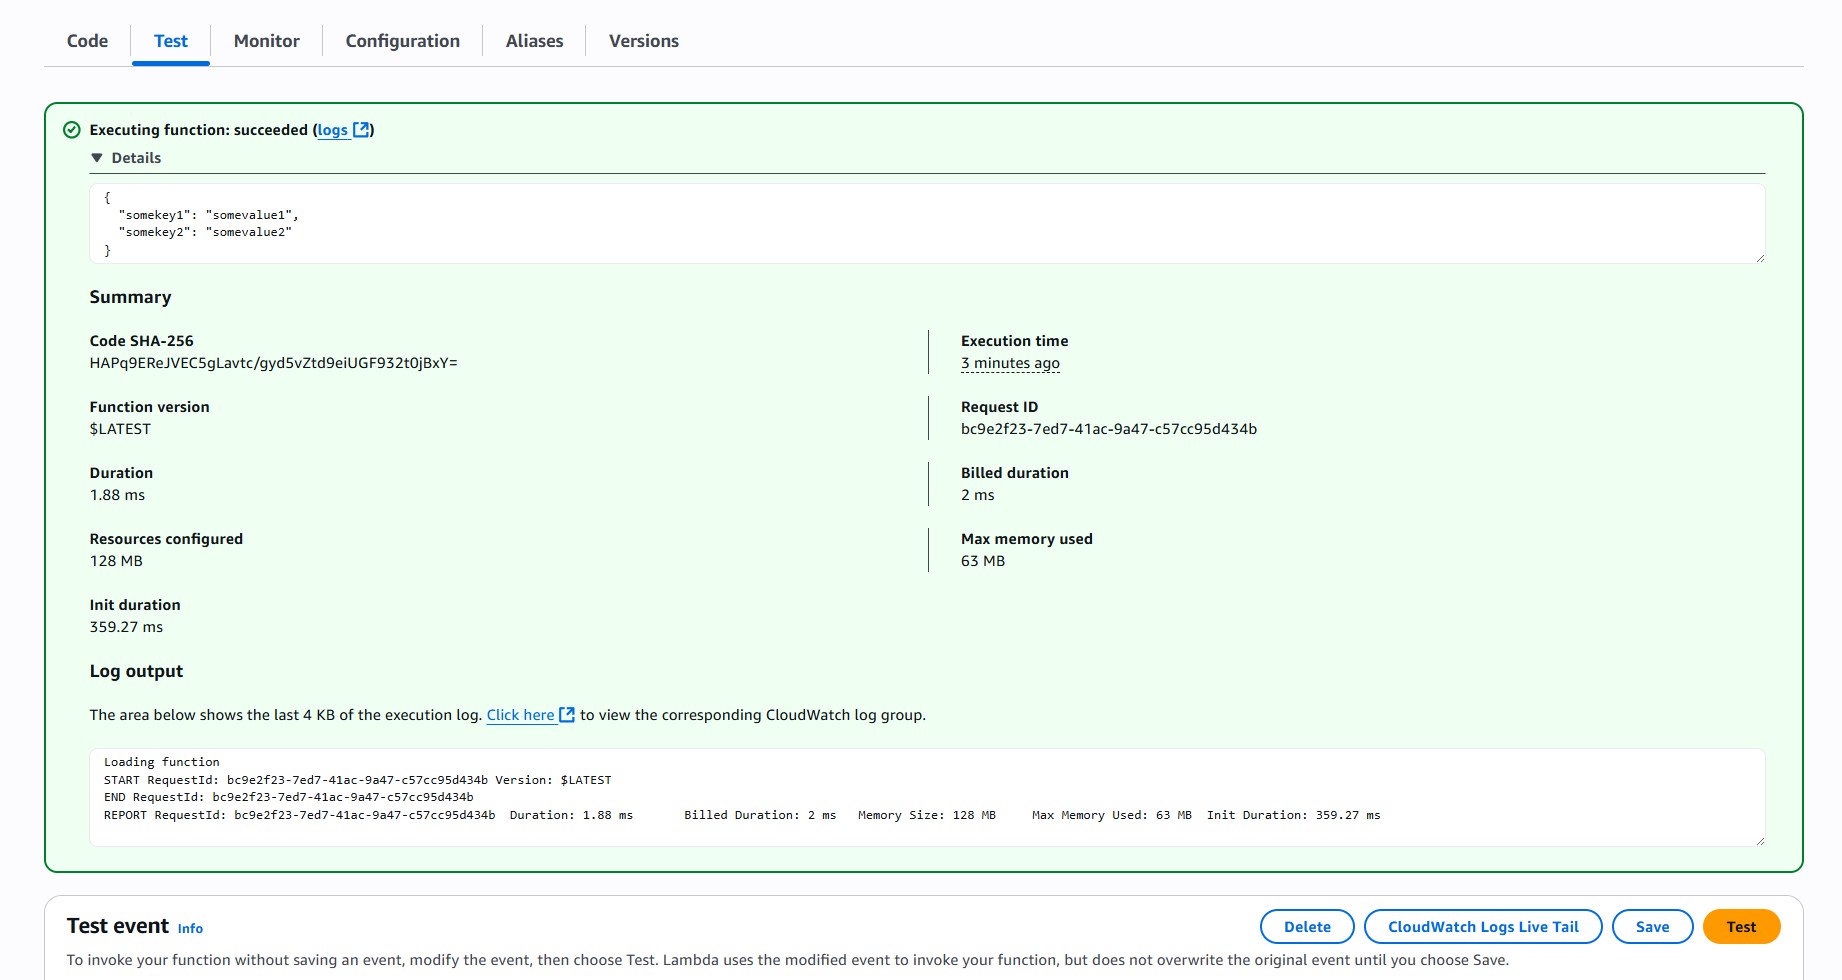 Code Test Monitor Configuration Aliases Versions
Executing function: succeeded (logs)
Details
{
"somekey1": "somevalue1",
"somekey2": "somevalue2"
}
Summary
Code SHA-256
HAPq9EReJVEC5gLavtc/gyd5vZtd9eiUGF932t0jBxY=
Execution time
3 minutes ago
Function version
$LATEST
Request ID
bc9e2f23-7ed7-41ac-9a47-c57cc95d434b
Duration
1.88 ms
Billed duration
2 ms
Resources configured
128 MB
Max memory used
63 MB
Init duration
359.27 ms
Log output
The area below shows the last 4 KB of the execution log. Click here to view the corresponding CloudWatch log group.
Loading function
START RequestId: bc9e2f23-7ed7-41ac-9a47-c57cc95d434b Version: $LATEST
END RequestId: bc9e2f23-7ed7-41ac-9a47-c57cc95d434b
REPORT RequestId: bc9e2f23-7ed7-41ac-9a47-c57cc95d434b Duration: 1.88 ms Billed Duration: 2 ms Memory Size: 128 MB Max Memory Used: 63 MB Init Duration: 359.27 ms
Test event Info
Delete CloudWatch Logs Live Tail Save Test
To invoke your function without saving an event, modify the event, then choose Test. Lambda uses the modified event to invoke your function, but does not overwrite the original event until you choose Save.